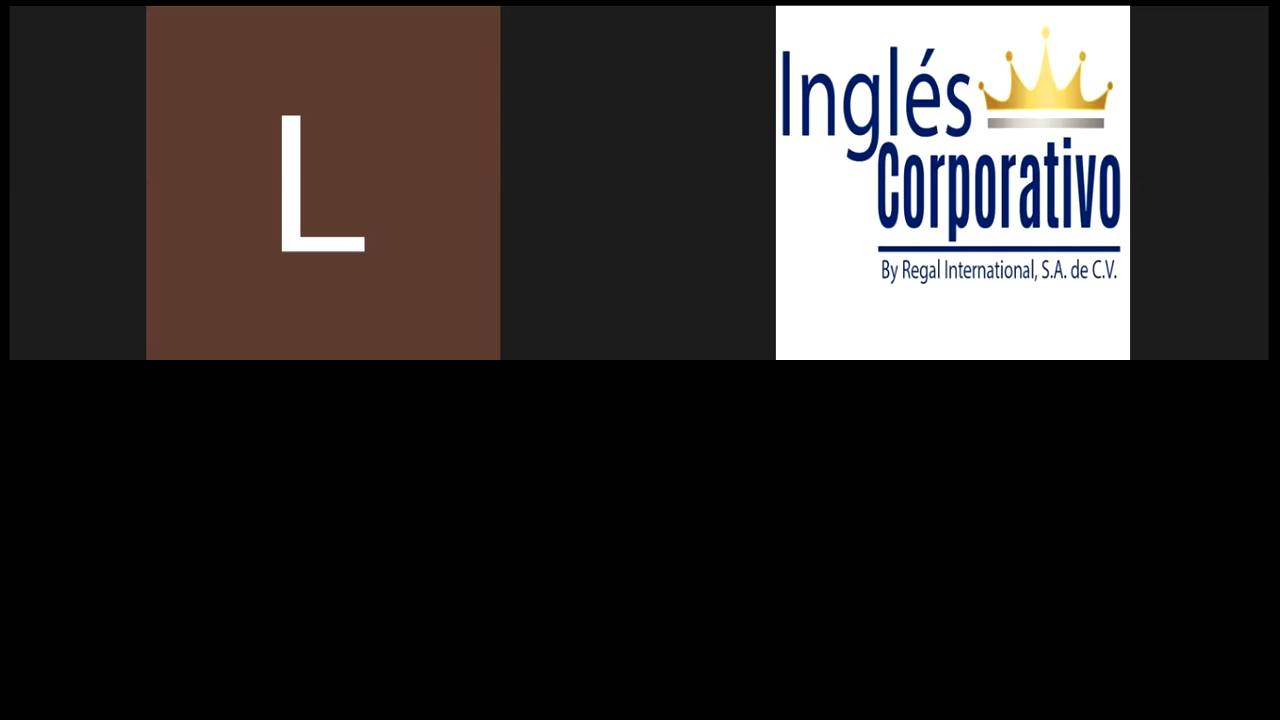 L
Inglés
Corporativo
By Regal International, S.A. de C.V.